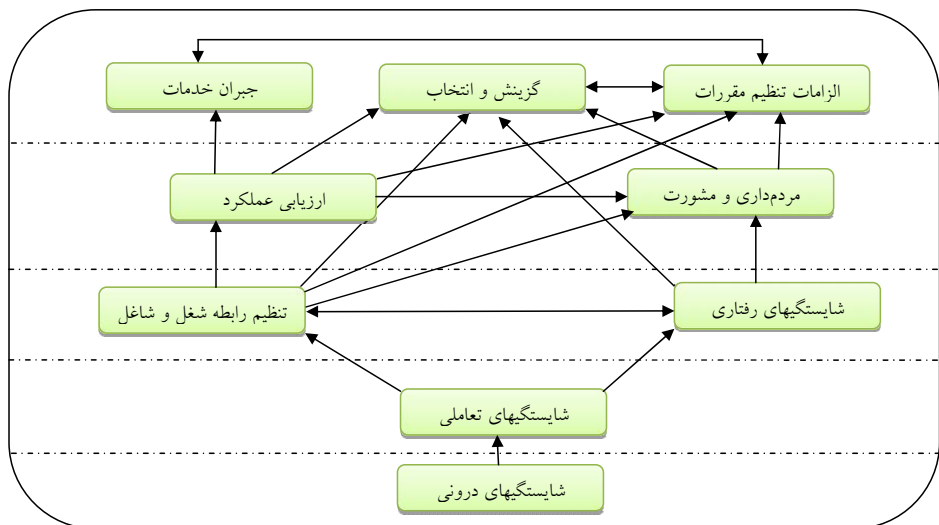 الزامات تنظیم مقررات
گزینش و انتخاب
جبران خدمات
مردم‌داری و مشورت
ارزیابی عملکرد
شایستگیهای رفتاری
تنظیم رابطه شغل و شاغل
شایستگیهای تعاملی
شایستگیهای درونی